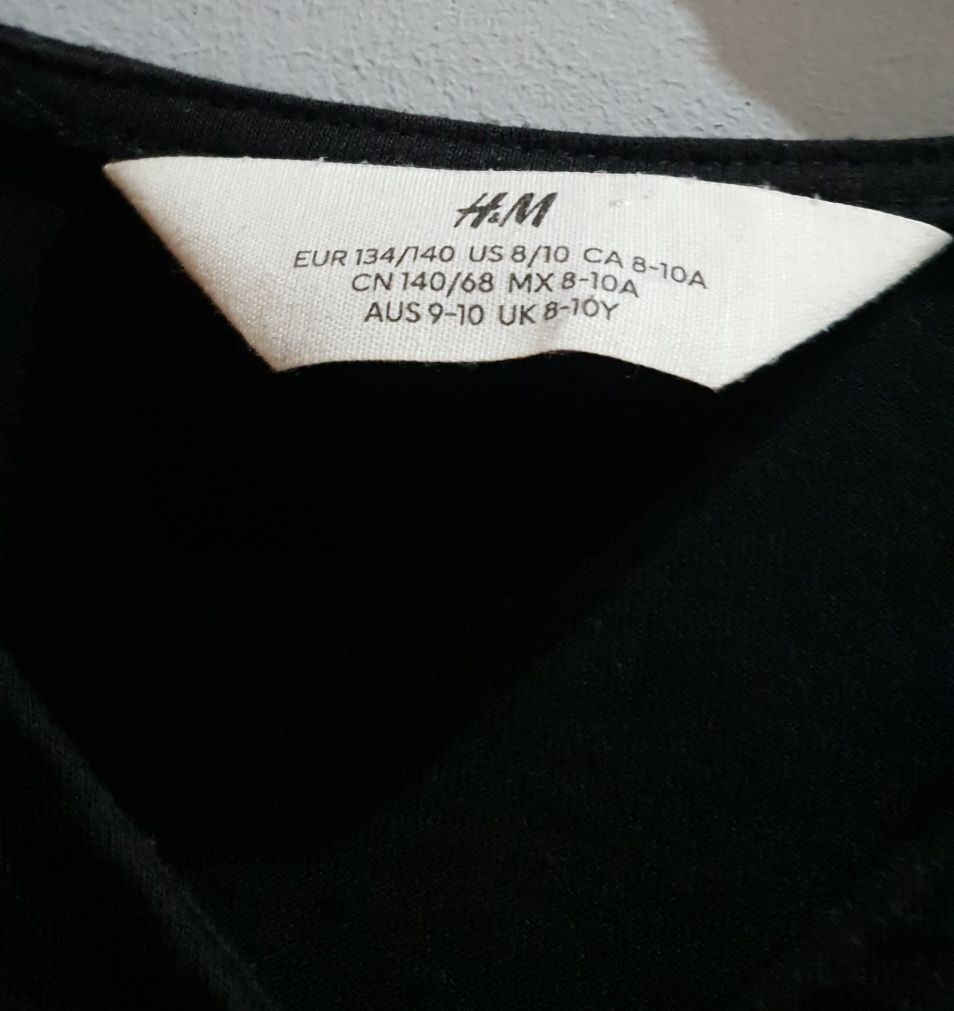 H&M
EUR 134/140 US 8/10 CA 8-10A
CN 140/68 MX 8-10A
AUS 9-10 UK 8-10Y